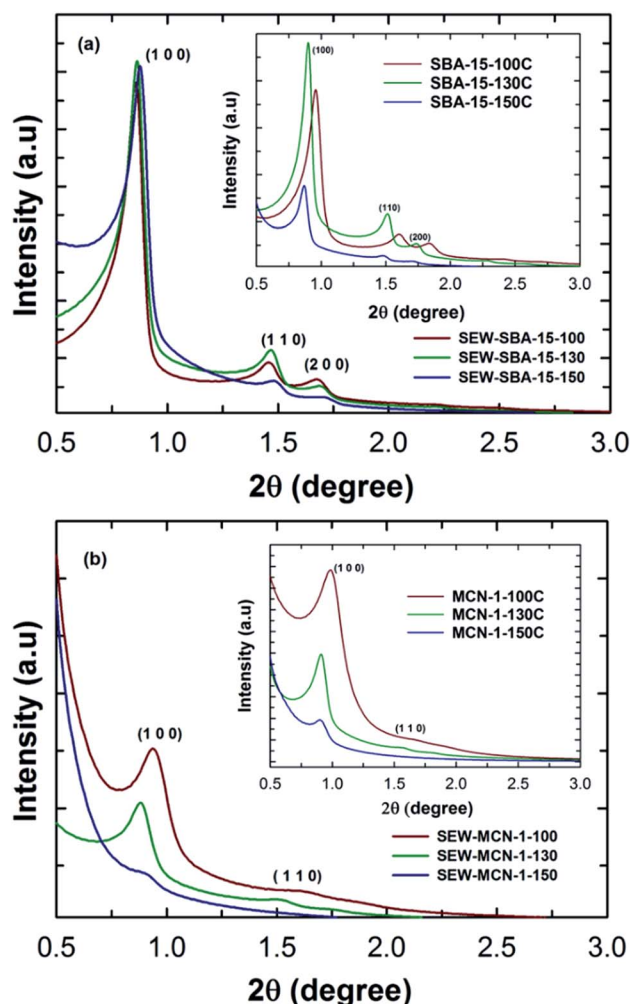 (a)
(1 0 0)
(1 1 0)
(2 0 0)
SEW-SBA-15-100
SEW-SBA-15-130
SEW-SBA-15-150
Intensity (a.u)
0.5 1.0 1.5 2.0 2.5 3.0
2θ (degree)
(100)
(110)
(200)
SBA-15-100C
SBA-15-130C
SBA-15-150C
Intensity (a.u)
0.5 1.0 1.5 2.0 2.5 3.0
2θ (degree)
(b)
(1 0 0)
(1 1 0)
SEW-MCN-1-100
SEW-MCN-1-130
SEW-MCN-1-150
Intensity (a.u)
0.5 1.0 1.5 2.0 2.5 3.0
2θ (degree)
(1 0 0)
(1 1 0)
MCN-1-100C
MCN-1-130C
MCN-1-150C
Intensity (a.u)
0.5 1.0 1.5 2.0 2.5 3.0
2θ (degree)